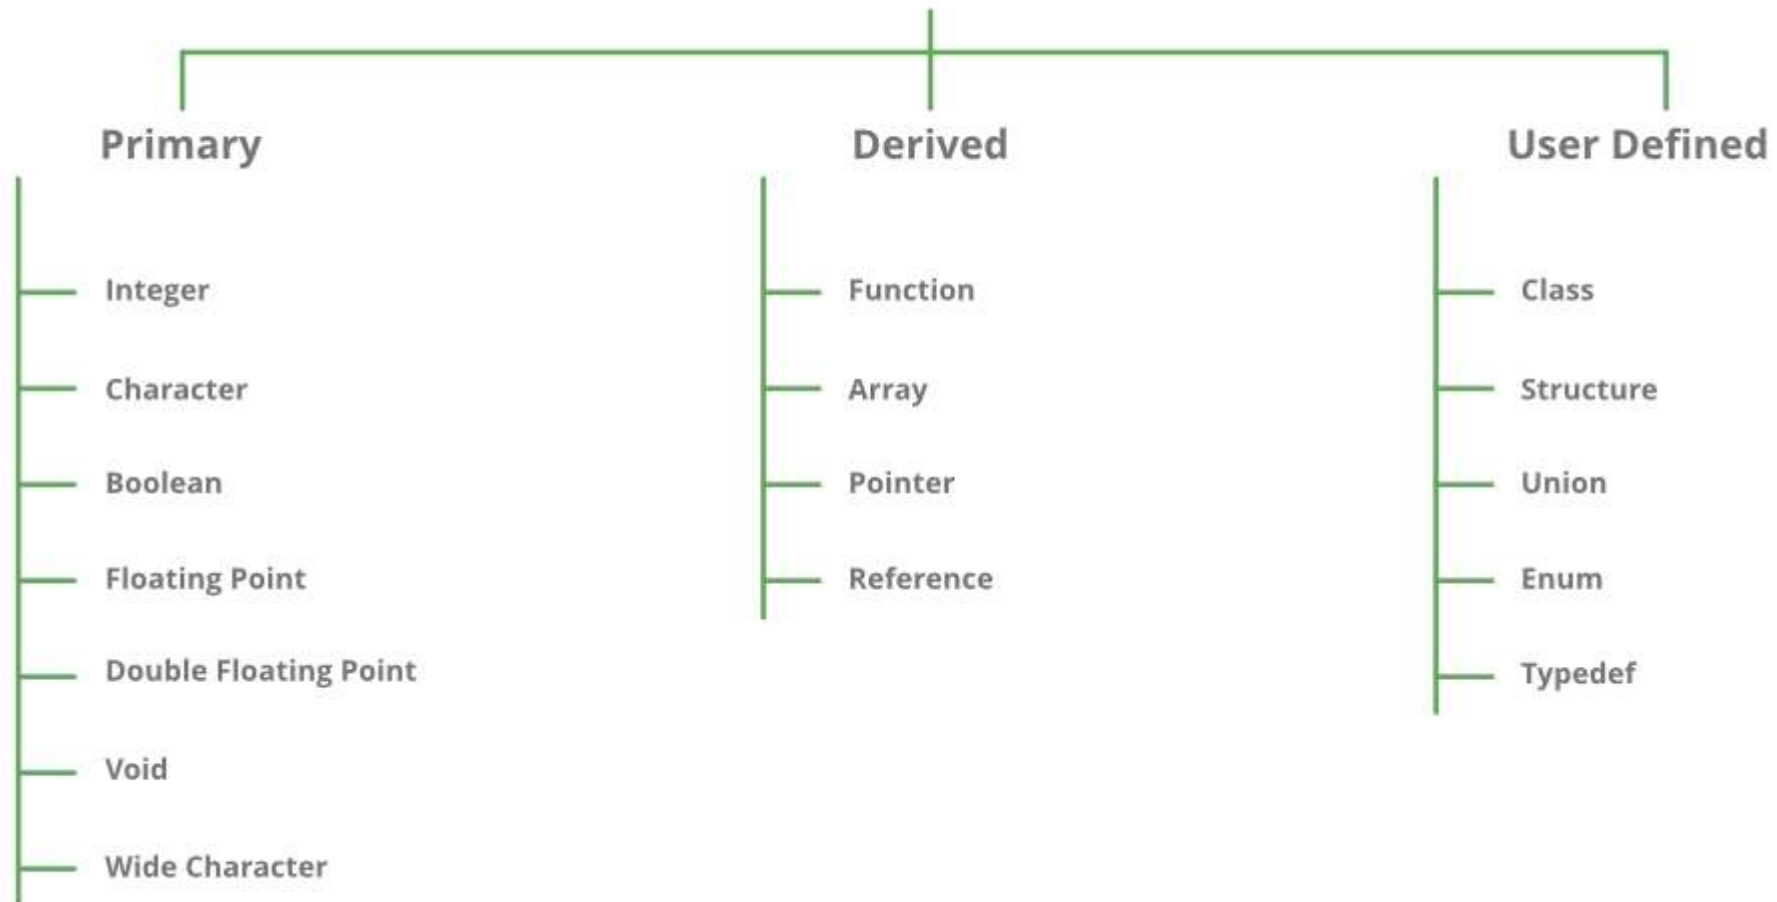 Primary
Integer
Character
Boolean
Floating Point
Double Floating Point
Void
Wide Character
Derived
Function
Array
Pointer
Reference
User Defined
Class
Structure
Union
Enum
Typedef